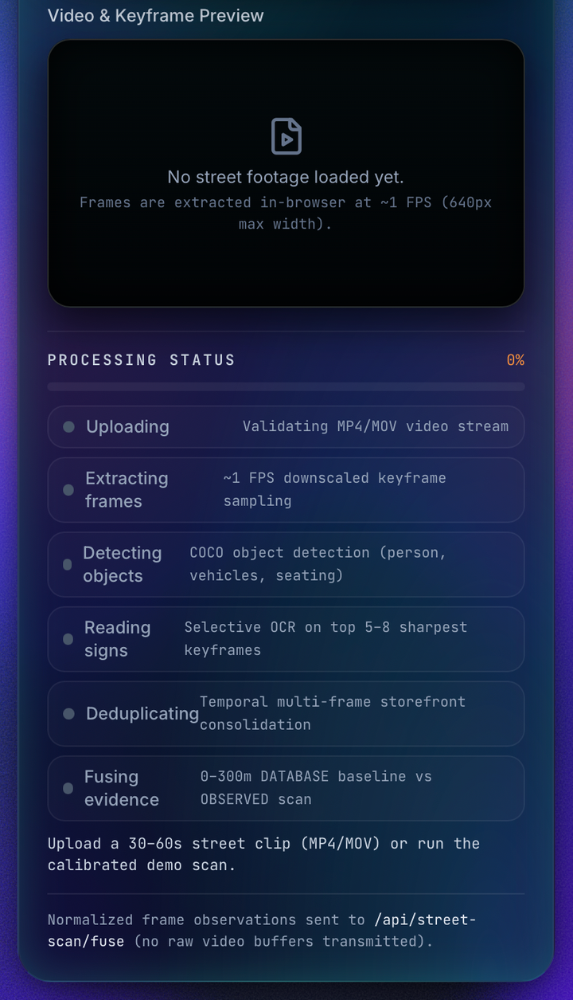 Video & Keyframe Preview
No street footage loaded yet.
Frames are extracted in-browser at ~1 FPS (640px
max width).
PROCESSING STATUS 0%
Uploading Validating MP4/MOV video stream
Extracting
frames
~1 FPS downscaled keyframe
sampling
Detecting
objects
COCO object detection (person,
vehicles, seating)
Reading
signs
Selective OCR on top 5–8 sharpest
keyframes
Deduplicating
Temporal multi-frame storefront
consolidation
Fusing
evidence
0–300m DATABASE baseline vs
OBSERVED scan
Upload a 30–60s street clip (MP4/MOV) or run the
calibrated demo scan.
Normalized frame observations sent to /api/street-
scan/fuse (no raw video buffers transmitted).